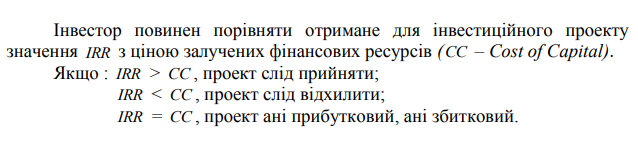 Інвестор повинен порівняти отримане для інвестиційного проекту
значення IRR з ціною залучених фінансових ресурсів (CC – Cost of Capital).
Якщо : IRR > CC , проект слід прийняти;
IRR < CC , проект слід відхилити;
IRR = CC , проект ані прибутковий, ані збитковий.